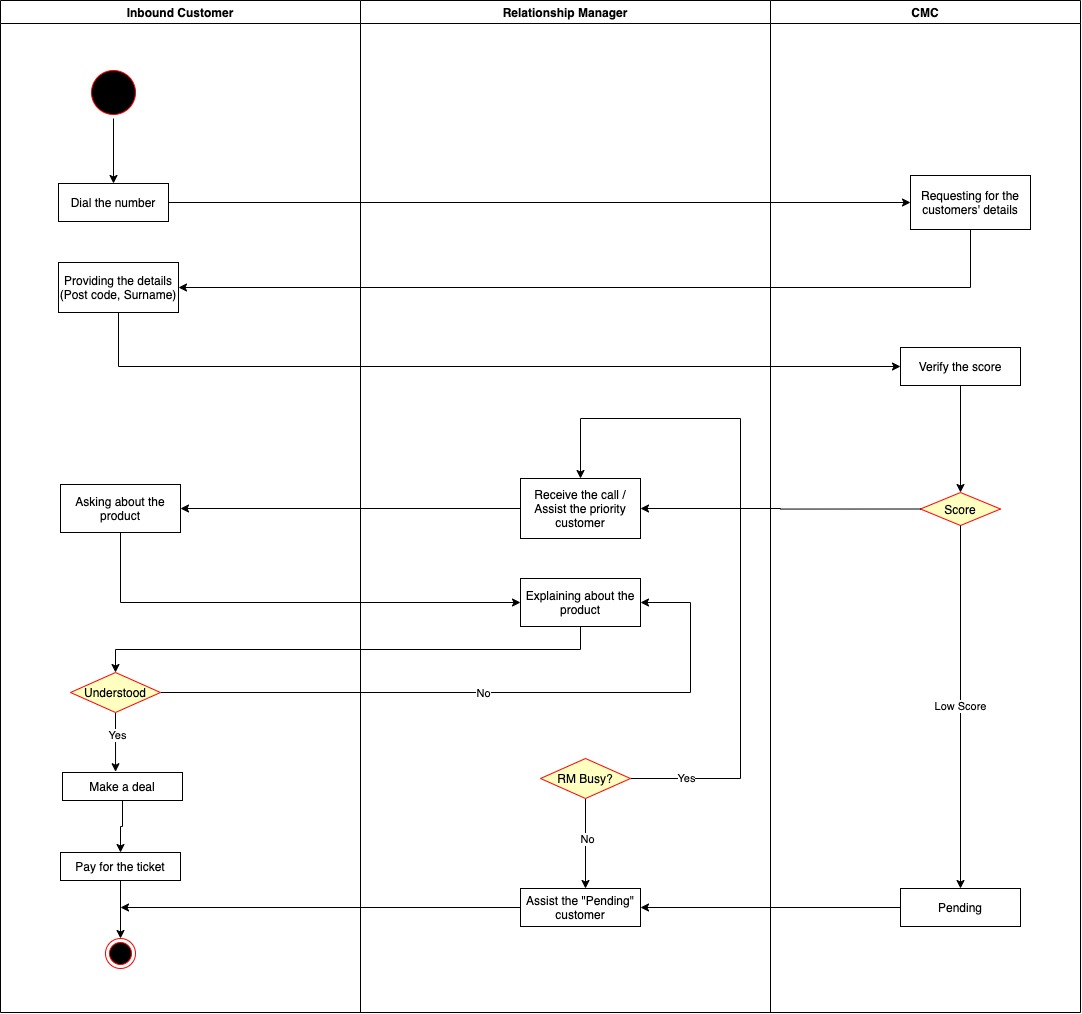 Inbound Customer
Relationship Manager
CMC
Dial the number
Requesting for the
customers' details
Providing the details
(Post code, Surname)
Verify the score
Asking about the
product
Receive the call /
Assist the priority
customer
Score
Explaining about the
product
Understood
No
Low Score
Yes
RM Busy?
Yes
Make a deal
No
Pay for the ticket
Assist the "Pending"
customer
Pending